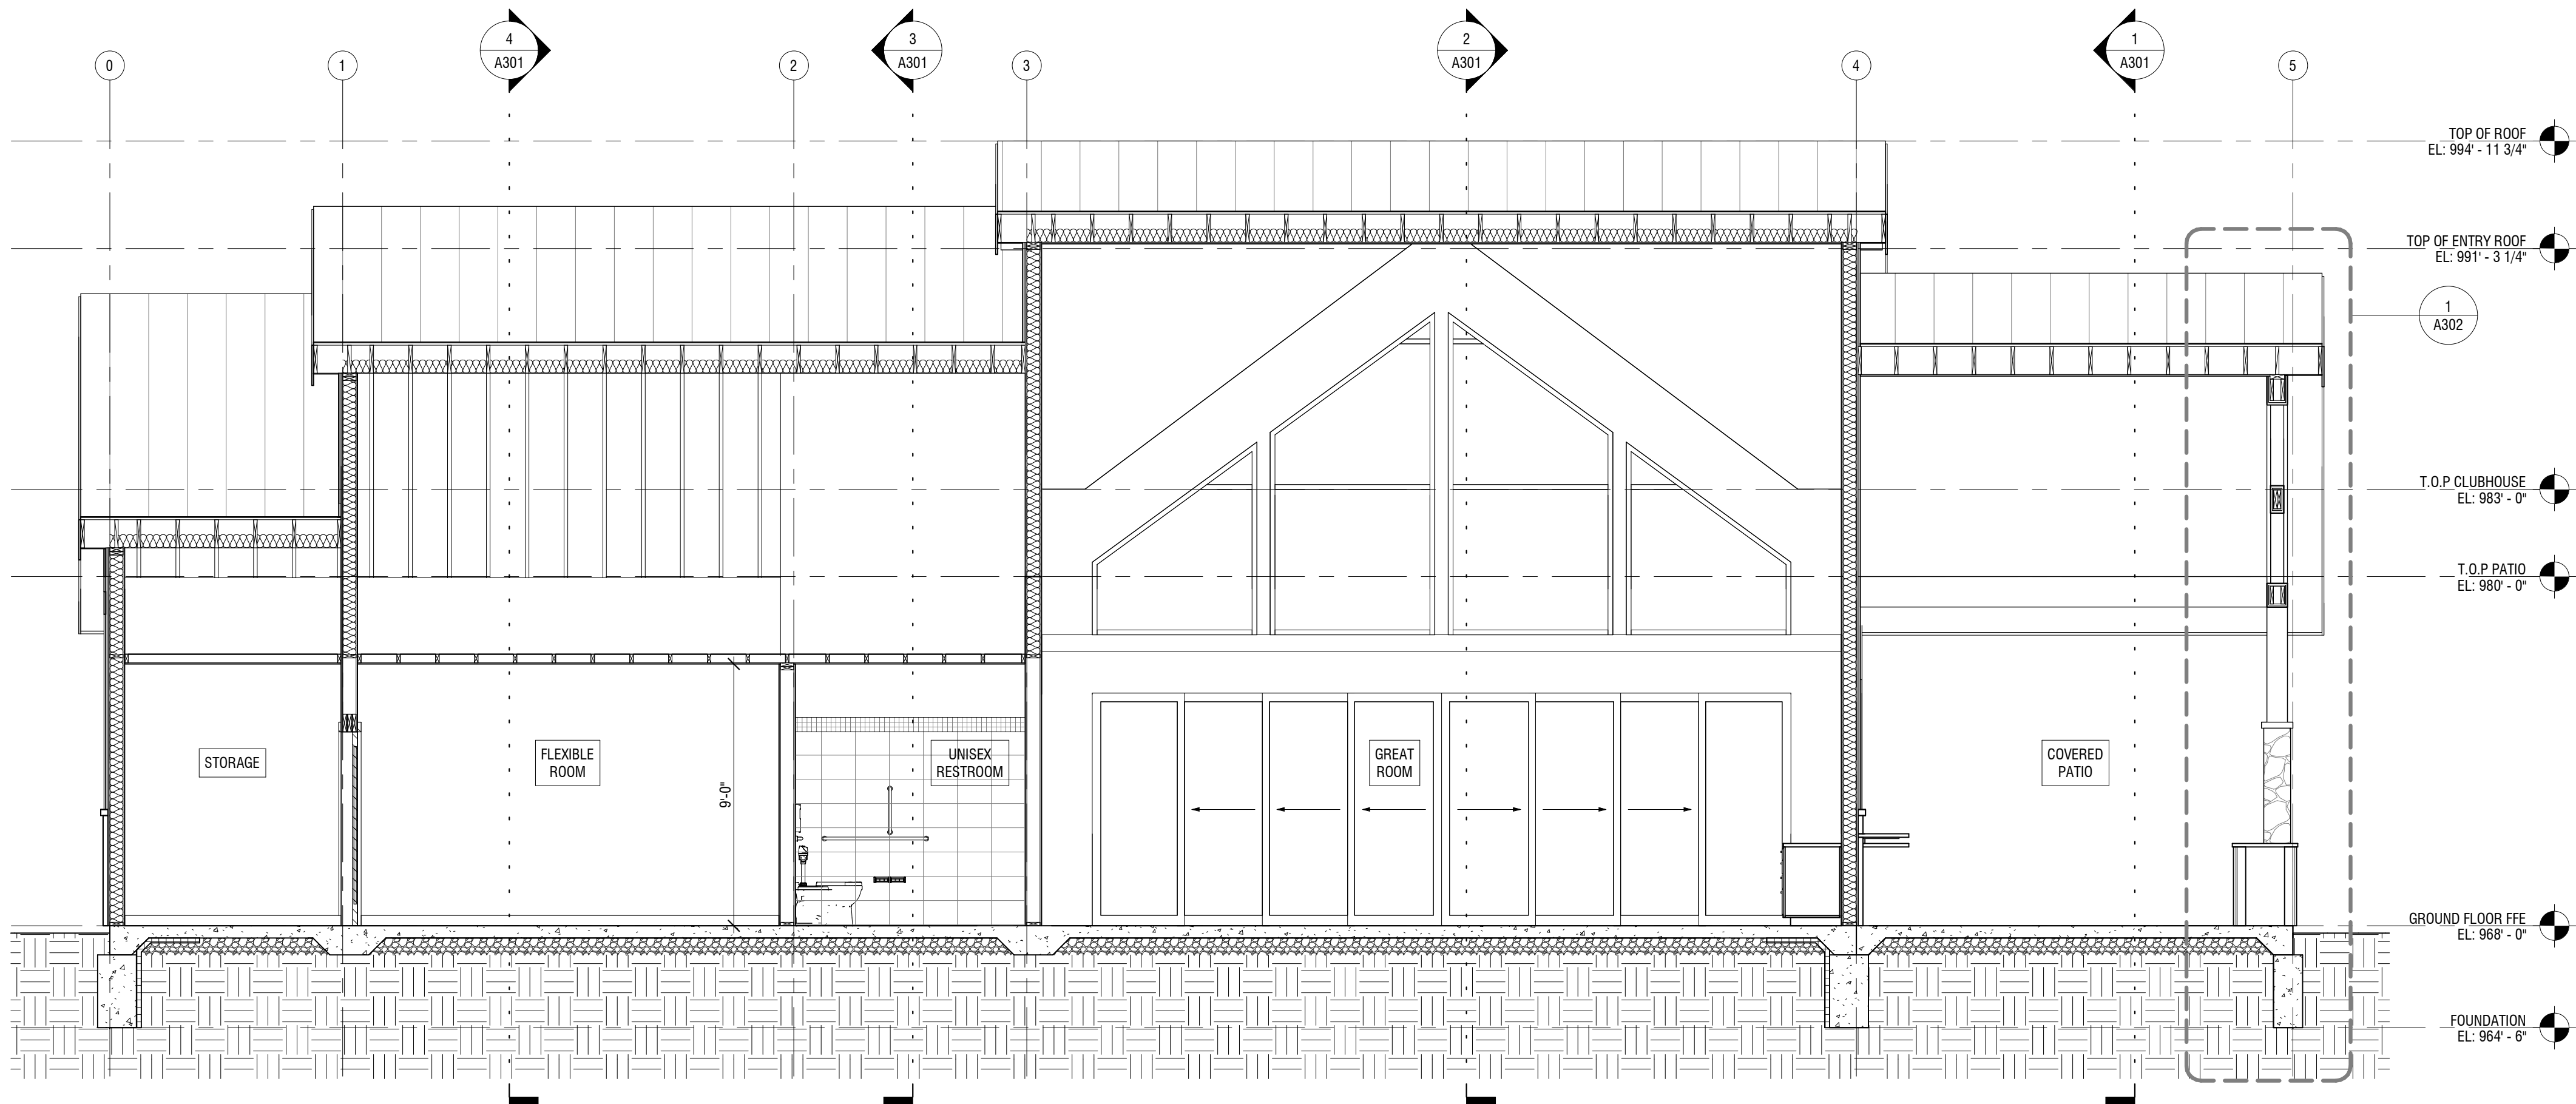 4
A301
3
A301
2
A301
1
A301
0
1
2
3
4
5
TOP OF ROOF
EL: 994' - 11 3/4"
TOP OF ENTRY ROOF
EL: 991' - 3 1/4"
1
A302
T.O.P CLUBHOUSE
EL: 983' - 0"
T.O.P PATIO
EL: 980' - 0"
STORAGE
FLEXIBLE
ROOM
9'-0"
UNISEX
RESTROOM
GREAT
ROOM
COVERED
PATIO
GROUND FLOOR FFE
EL: 968' - 0"
FOUNDATION
EL: 964' - 6"